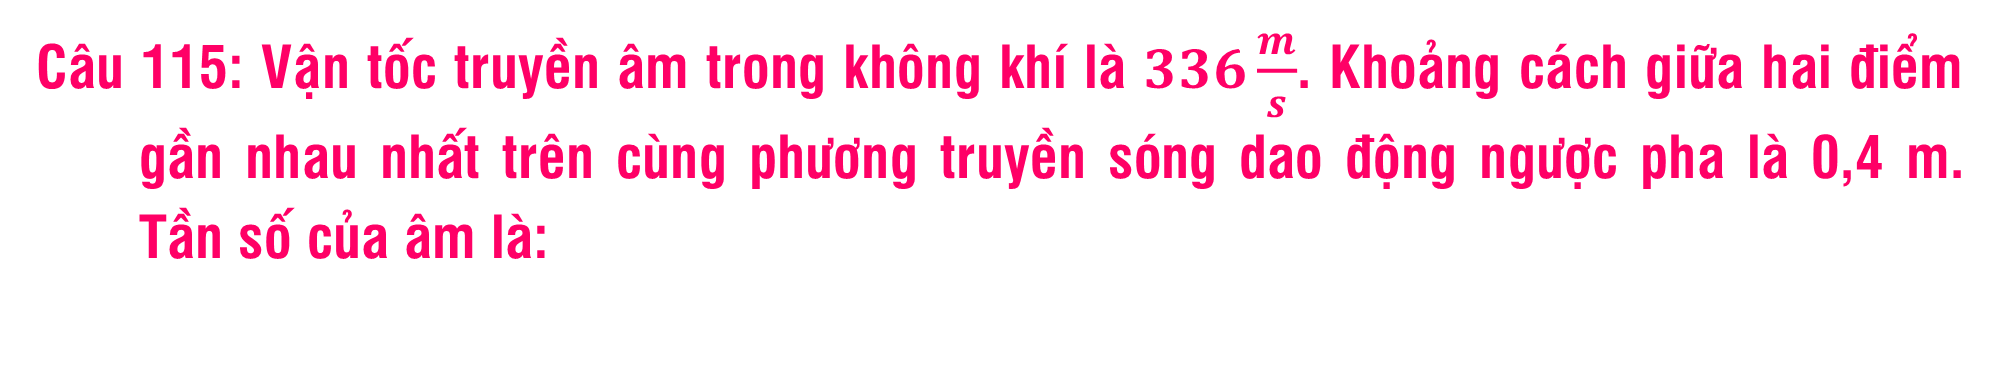 Câu 115: Vận tốc truyền âm trong không khí là 336 m/s. Khoảng cách giữa hai điểm
gần nhau nhất trên cùng phương truyền sóng dao động ngược pha là 0,4 m.
Tần số của âm là: